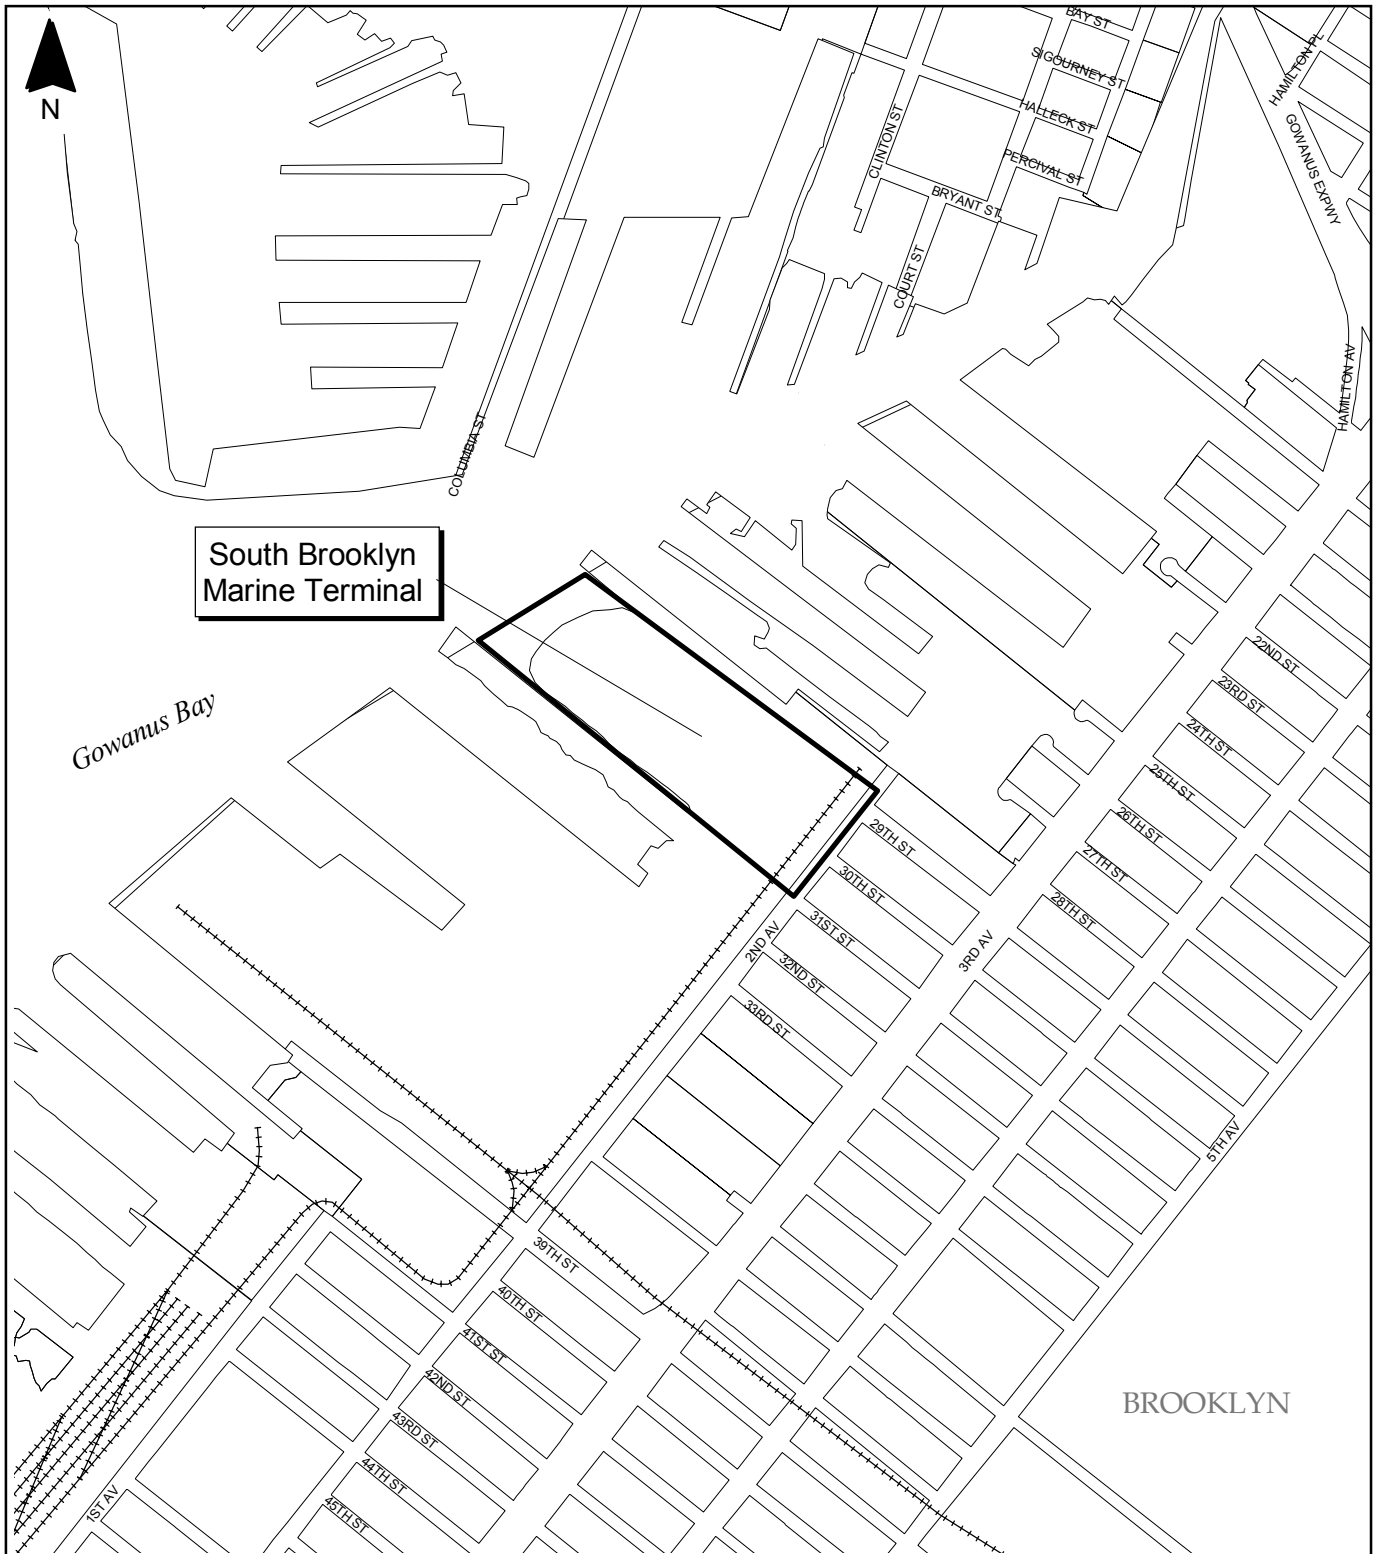 BAY ST
SIGOURNEY ST
HAMILTON PL
HALLECK ST
GOWANUS EXPWY
CLINTON ST
PERCIVAL ST
N
BRYANT ST
COURT ST
HAMILTON AV
COLUMBIA ST
South Brooklyn
Marine Terminal
22ND ST
23RD ST
Gowanus Bay
24TH ST
25TH ST
26TH ST
29TH ST
27TH ST
30TH ST
28TH ST
31ST ST
2ND AV
3RD AV
32ND ST
33RD ST
5TH AV
39TH ST
40TH ST
41ST ST
42ND ST
BROOKLYN
43RD ST
44TH ST
1ST AV
45TH ST